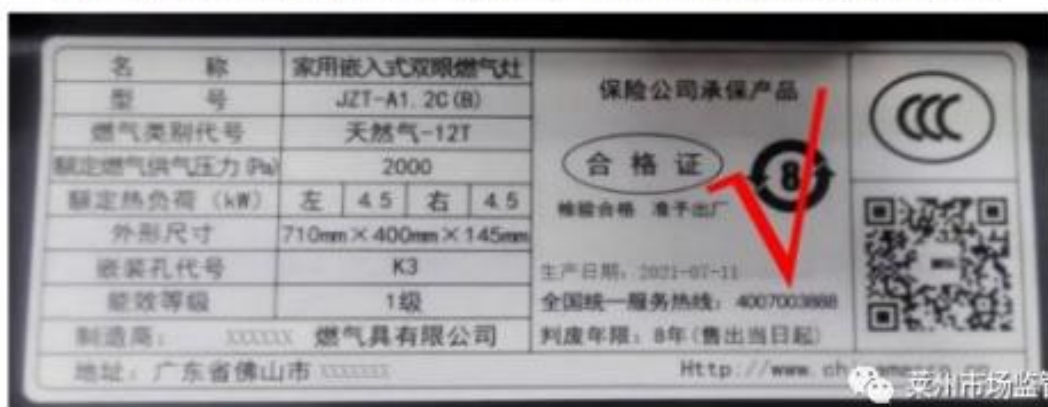 名 称 家用嵌入式双眼燃气灶
型 号 JZT-A1.2C(B)
燃气类别代号 天然气-12T
额定燃气供气压力(Pa) 2000
额定热负荷 (kW) 左 4.5 右 4.5
外形尺寸 710mm×400mm×145mm
嵌装孔代号 K3
能效等级 1级
制造商: XXXXXX 燃气具有限公司
地址: 广东省佛山市 XXXXXXX
保险公司承保产品
合格证
8
检验合格 准予出厂
生产日期: 2021-07-11
全国统一服务热线: 4007003888
判废年限: 8年(售出当日起)
Http://www.ch
CCC
莱州市场监管